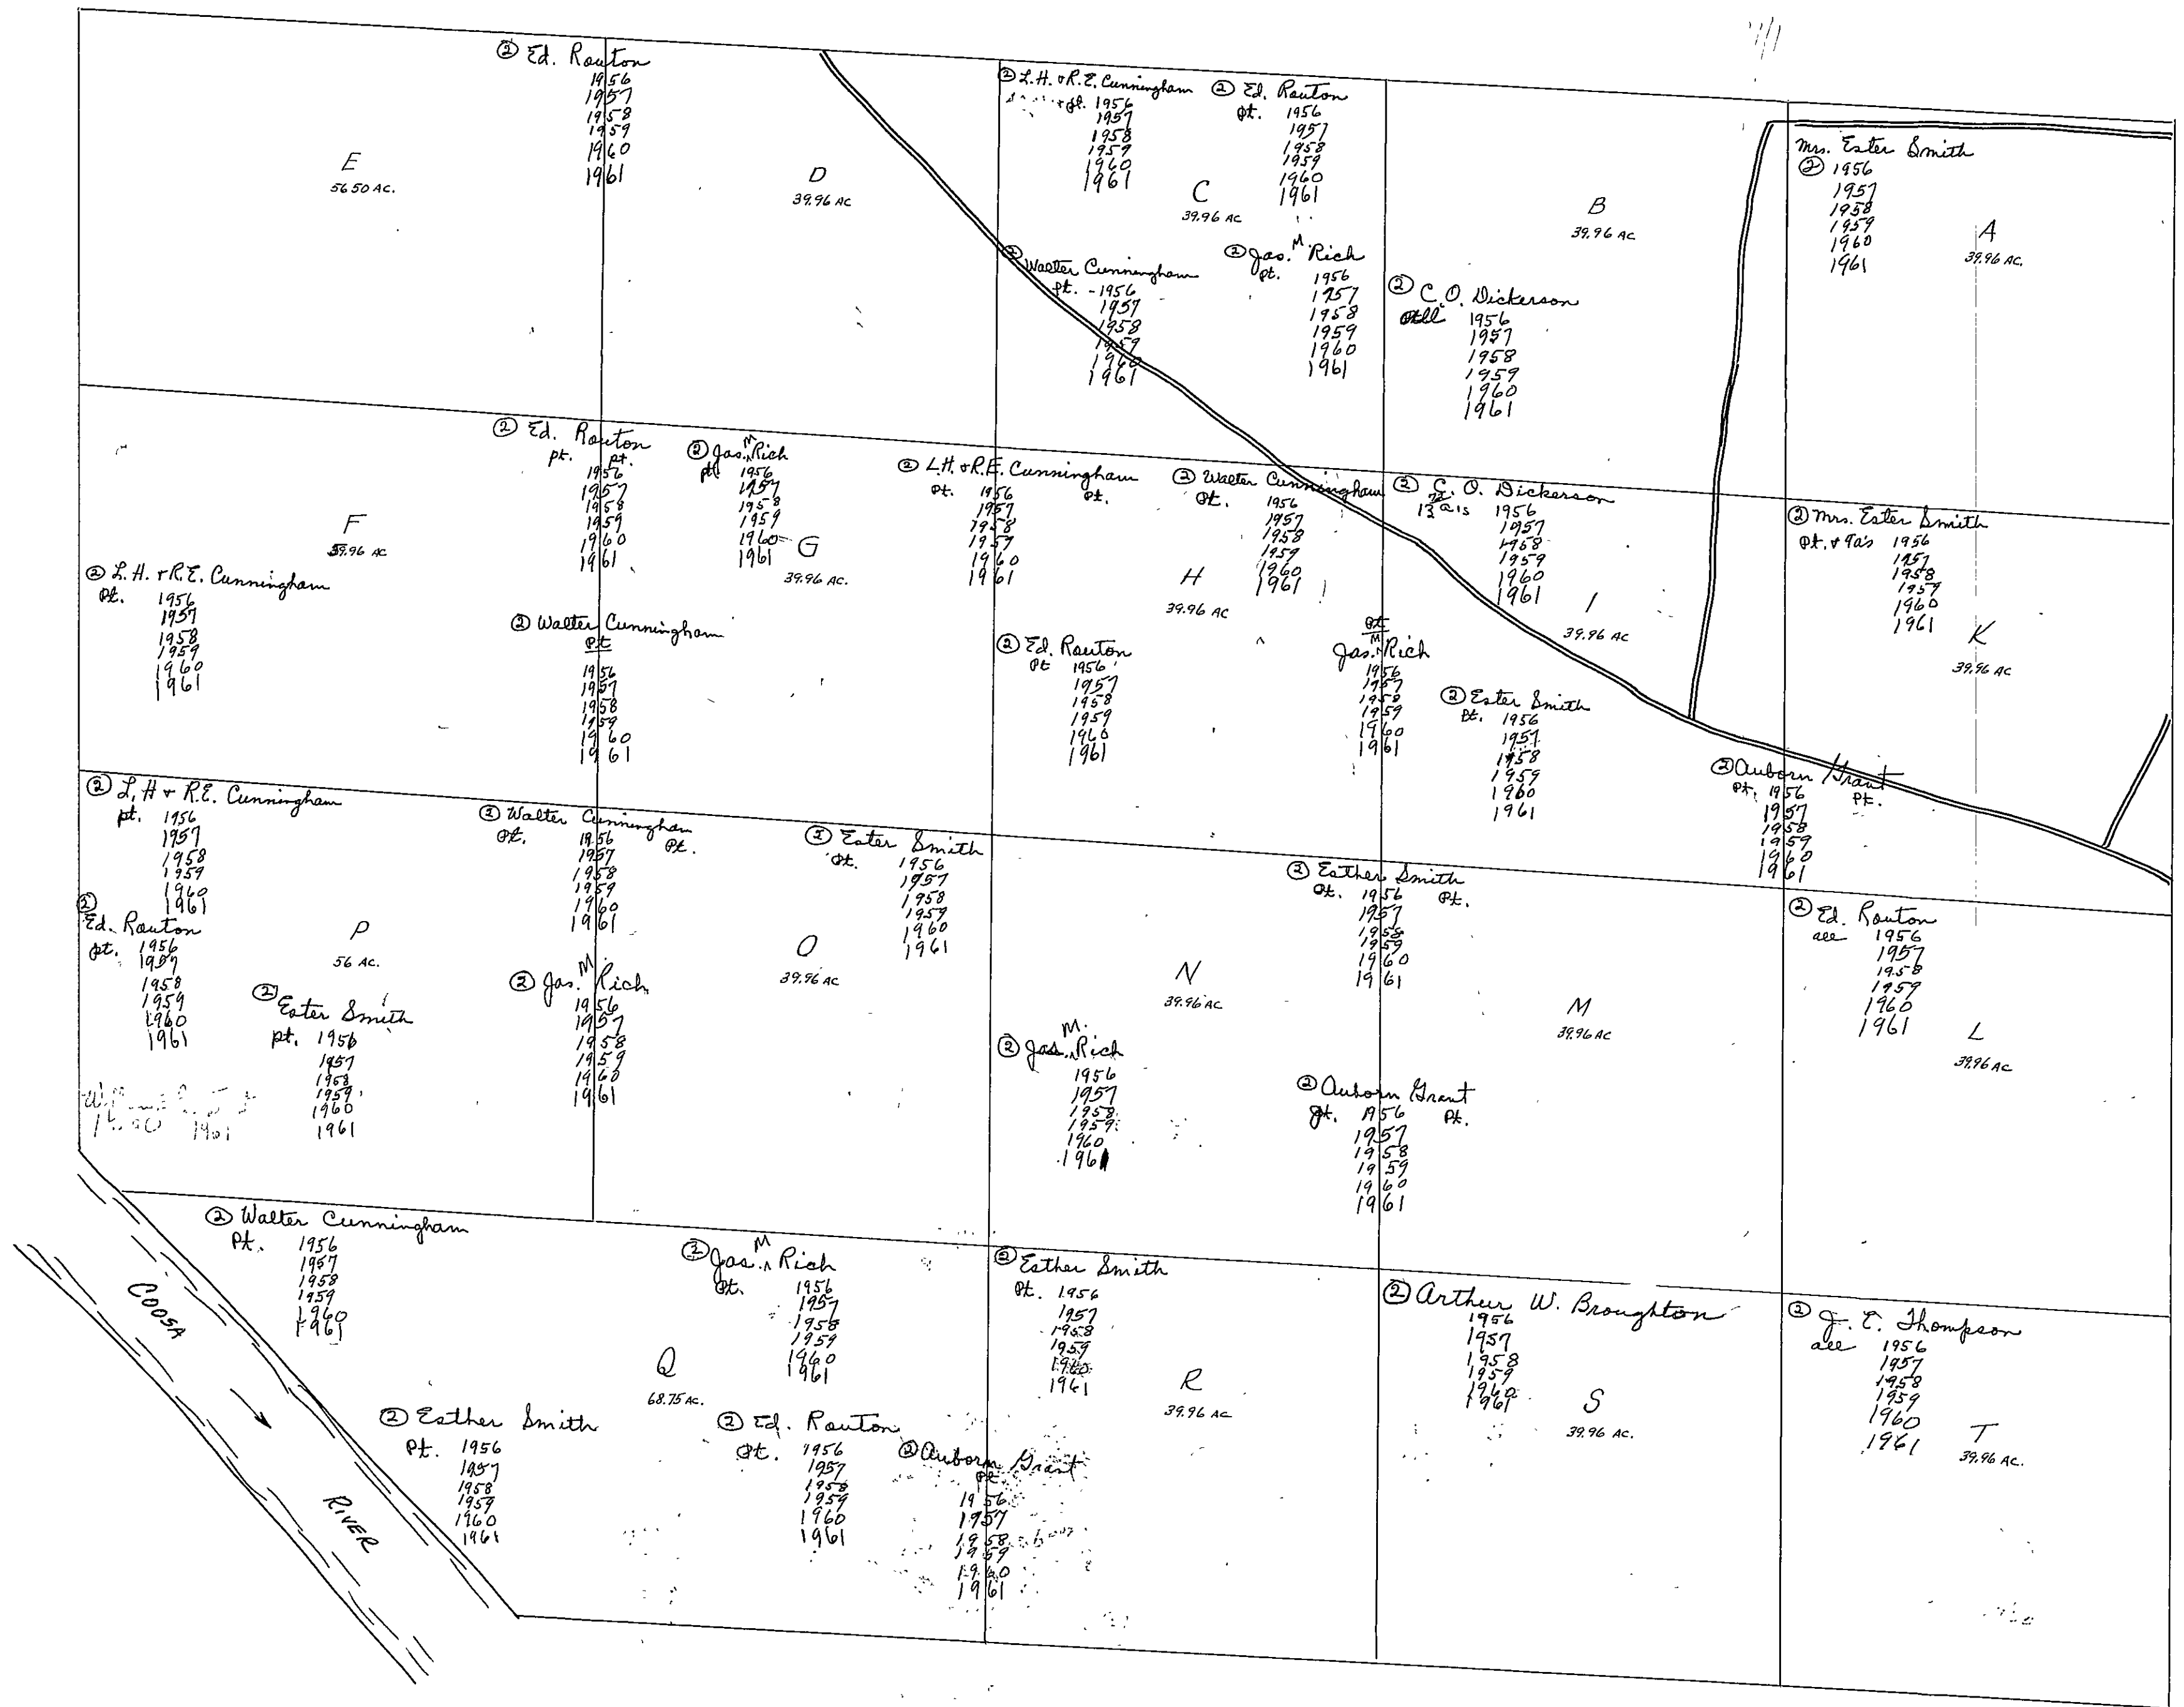 ② Ed. Routon
1956
1957
1958
1959
1960
1961
E
56.50 AC.
D
39.96 AC
② L.H. & R.E. Cunningham
pt. 1956
1957
1958
1959
1960
1961
② Ed. Routon
pt. 1956
1957
1958
1959
1960
1961
C
39.96 AC
② Walter Cunningham
pt. - 1956
1957
1958
1959
1960
1961
② Jas. M Rich
pt. 1956
1957
1958
1959
1960
1961
B
39.96 AC
② C.O. Dickerson
all 1956
1957
1958
1959
1960
1961
Mrs. Ester Smith
② 1956
1957
1958
1959
1960
1961
A
39.96 AC.
F
39.96 AC
② L.H. & R.E. Cunningham
Pt. 1956
1957
1958
1959
1960
1961
② Ed. Routon
pt. pt.
1956
1957
1958
1959
1960
1961
② Jas. M Rich
pt 1956
1957
1958
1959
1960
1961
G
39.96 AC.
② Walter Cunningham
Pt
1956
1957
1958
1959
1960
1961
② L.H. & R.E. Cunningham
Pt. 1956 Pt.
1957
1958
1959
1960
1961
② Walter Cunningham
Pt. 1956
1957
1958
1959
1960
1961
H
39.96 AC
② Ed. Routon
Pt 1956
1957
1958
1959
1960
1961
Pt
Jas. M Rich
1956
1957
1958
1959
1960
1961
② C. O. Dickerson
1956
1957
1958
1959
1960
1961
I
39.96 AC
② Ester Smith
Pt. 1956
1957
1958
1959
1960
1961
② Mrs. Ester Smith
Pt. & 9a's 1956
1957
1958
1959
1960
1961
K
39.96 AC
② Auborn Grant
Pt. 1956 Pt.
1957
1958
1959
1960
1961
② L.H & R.E. Cunningham
pt. 1956
1957
1958
1959
1960
1961
②
Ed. Routon
pt. 1956
1957
1958
1959
1960
1961
P
56 AC.
② Ester Smith
pt. 1956
1957
1958
1959
1960
1961
1961
② Walter Cunningham
Pt. 1956 Pt.
1957
1958
1959
1960
1961
② Jas. M. Rich
1956
1957
1958
1959
1960
1961
② Ester Smith
Pt. 1956
1957
1958
1959
1960
1961
O
39.96 AC
N
39.96 AC
② Jas. M. Rich
1956
1957
1958
1959
1960
1961
② Esther Smith
Pt. 1956 Pt.
1957
1958
1959
1960
1961
② Auborn Grant
pt. 1956 Pt.
1957
1958
1959
1960
1961
M
39.96 AC
② Ed. Routon
all 1956
1957
1958
1959
1960
1961
L
39.96 AC
② Walter Cunningham
Pt. 1956
1957
1958
1959
1960
1961
COOSA
RIVER
② Esther Smith
Pt. 1956
1957
1958
1959
1960
1961
② Jas. M Rich
Pt. 1956
1957
1958
1959
1960
1961
Q
68.75 AC.
② Ed. Routon
Pt. 1956
1957
1958
1959
1960
1961
② Auborn Grant
Pt
1956
1957
1958
1959
1960
1961
② Esther Smith
Pt. 1956
1957
1958
1959
1960
1961
R
39.96 AC
② Arthur W. Broughton
1956
1957
1958
1959
1960
1961
S
39.96 AC.
② J. E. Thompson
all 1956
1957
1958
1959
1960
1961
T
39.96 AC.